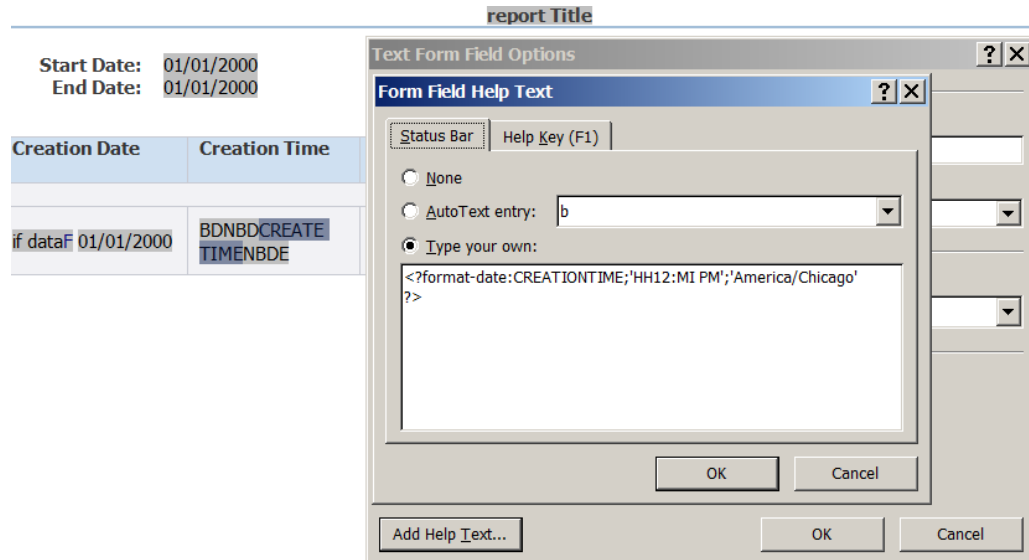 report Title
Start Date: 01/01/2000
End Date: 01/01/2000
Creation Date
Creation Time
if dataF 01/01/2000
BDNBDCREATE
TIMENBDE
Text Form Field Options
Form Field Help Text
Status Bar
Help Key (F1)
None
AutoText entry: b
Type your own:
<?format-date:CREATIONTIME;'HH12:MI PM';'America/Chicago'
?>
OK
Cancel
Add Help Text...
OK
Cancel